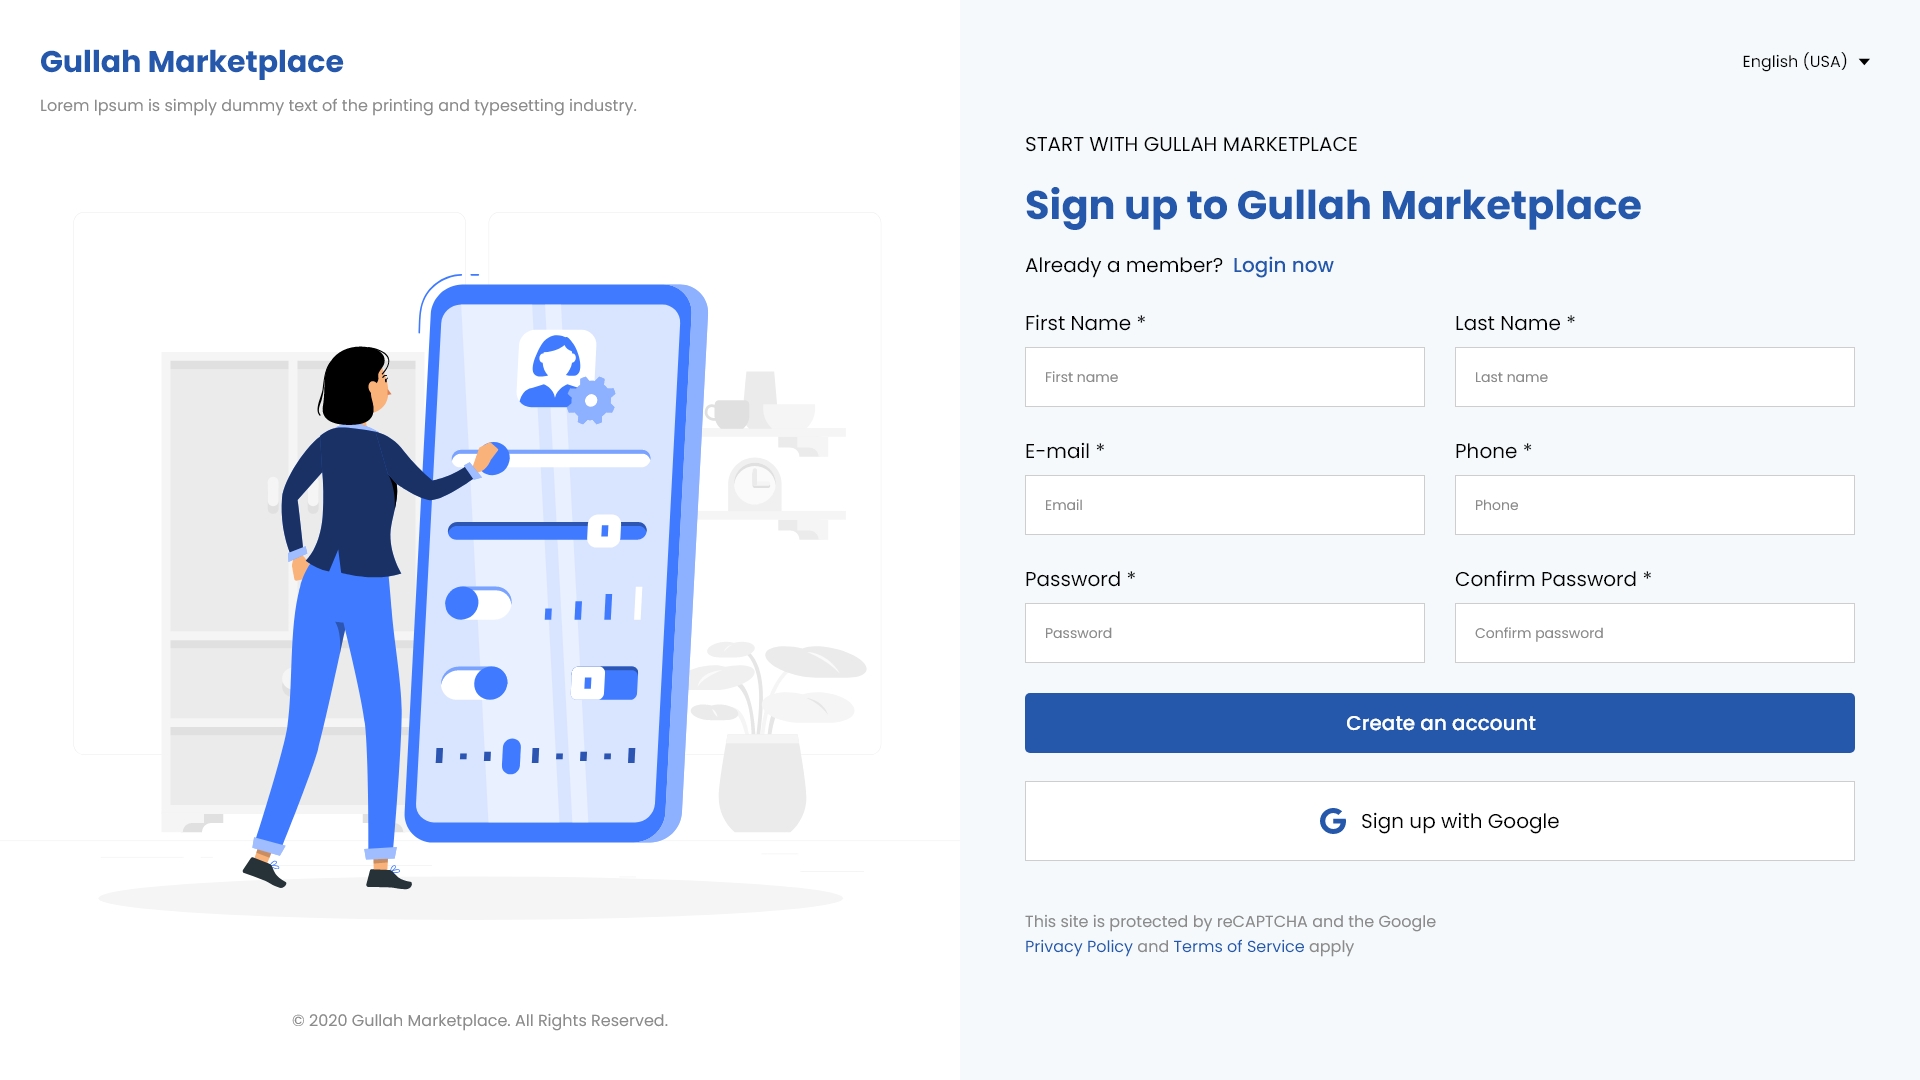 Gullah Marketplace
Lorem Ipsum is simply dummy text of the printing and typesetting industry.
© 2020 Gullah Marketplace. All Rights Reserved.
English (USA)
START WITH GULLAH MARKETPLACE
Sign up to Gullah Marketplace
Already a member? Login now
First Name * Last Name *
First name Last name
E-mail * Phone *
Email Phone
Password * Confirm Password *
Password Confirm password
Create an account
Sign up with Google
This site is protected by reCAPTCHA and the Google
Privacy Policy and Terms of Service apply